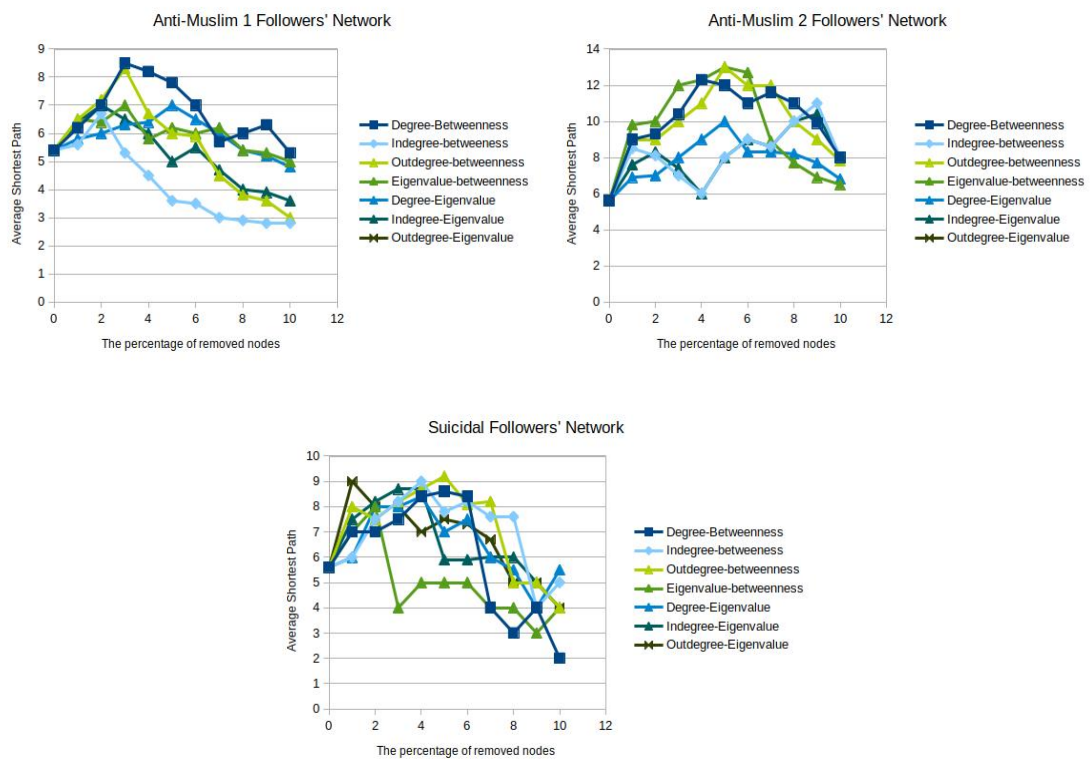 Anti-Muslim 1 Followers' Network
9
8
7
6
5
4
3
2
1
0
0 2 4 6 8 10 12
Average Shortest Path
The percentage of removed nodes
Degree-Betweenness
Indegree-betweeness
Outdegree-betweenness
Eigenvalue-betweenness
Degree-Eigenvalue
Indegree-Eigenvalue
Outdegree-Eigenvalue
Anti-Muslim 2 Followers' Network
14
12
10
8
6
4
2
0
0 2 4 6 8 10 12
Average Shortest Path
The percentage of removed nodes
Degree-Betweenness
Indegree-betweeness
Outdegree-betweenness
Eigenvalue-betweenness
Degree-Eigenvalue
Indegree-Eigenvalue
Outdegree-Eigenvalue
Suicidal Followers' Network
10
9
8
7
6
5
4
3
2
1
0
0 2 4 6 8 10 12
Average Shortest Path
The percentage of removed nodes
Degree-Betweenness
Indegree-betweeness
Outdegree-betweenness
Eigenvalue-betweenness
Degree-Eigenvalue
Indegree-Eigenvalue
Outdegree-Eigenvalue